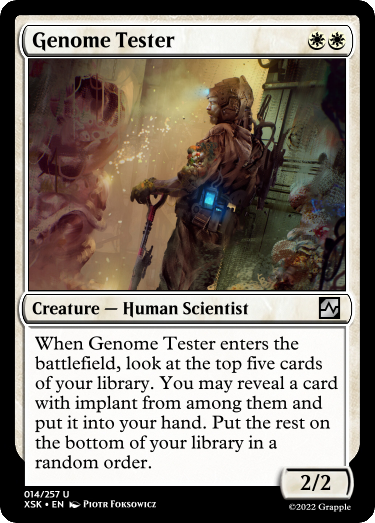 Genome Tester
Creature — Human Scientist
When Genome Tester enters the
battlefield, look at the top five cards
of your library. You may reveal a card
with implant from among them and
put it into your hand. Put the rest on
the bottom of your library in a
random order.
2/2
014/257 U
XSK • EN Piotr Foksowicz
©2022 Grapple